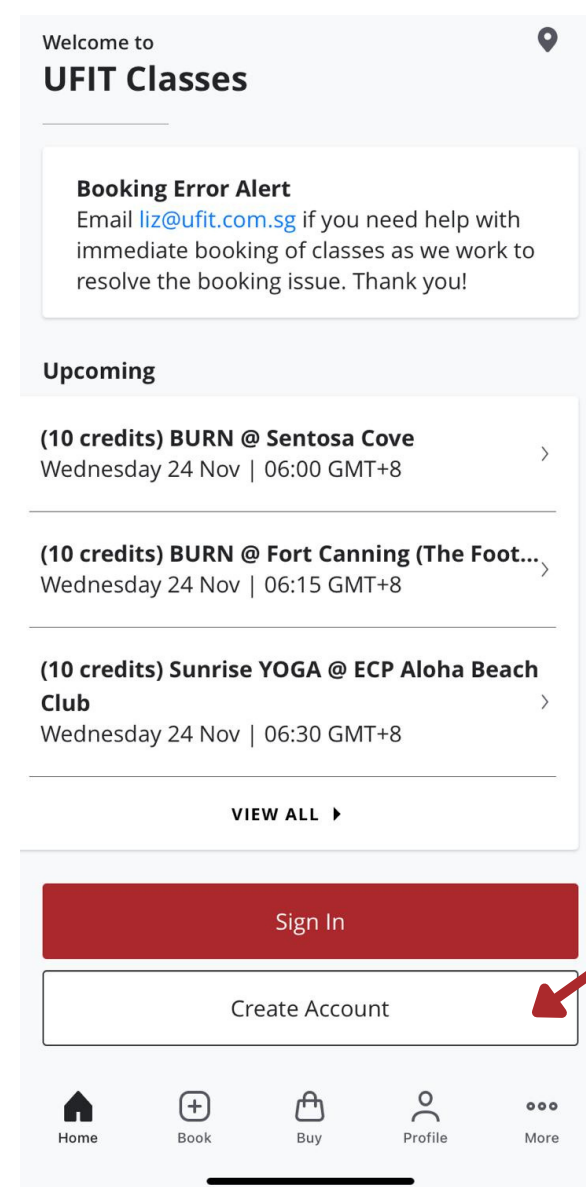 Welcome to
UFIT Classes
Booking Error Alert
Email liz@ufit.com.sg if you need help with
immediate booking of classes as we work to
resolve the booking issue. Thank you!
Upcoming
(10 credits) BURN @ Sentosa Cove
Wednesday 24 Nov | 06:00 GMT+8
(10 credits) BURN @ Fort Canning (The Foot...
Wednesday 24 Nov | 06:15 GMT+8
(10 credits) Sunrise YOGA @ ECP Aloha Beach
Club
Wednesday 24 Nov | 06:30 GMT+8
VIEW ALL
Sign In
Create Account
Home Book Buy Profile More